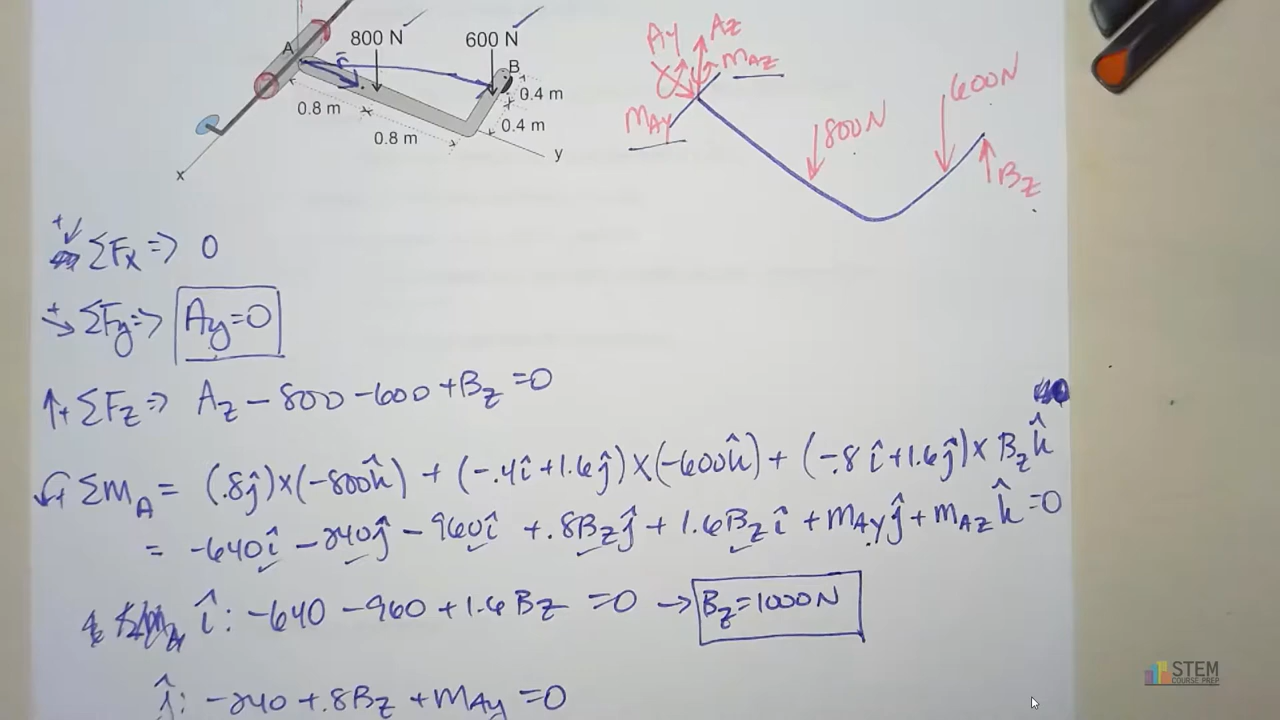 A
800 N
600 N
B
r̄
0.8 m
0.8 m
0.4 m
0.4 m
x
y
Ay
Az
MAZ
X
MAY
800N
600N
Bz
+ ΣFx => 0
+ ΣFy => Ay=0
↑+ ΣFz => Az - 800 - 600 + Bz = 0
+ ΣmA = (.8ĵ)×(-800k̂) + (-.4î+1.6ĵ)×(-600k̂) + (-.8î+1.6ĵ)× Bz k̂
= -640î - 240ĵ - 960î + .8Bzĵ + 1.6Bzî + mAyĵ + mAZ k̂ = 0
î: -640 - 960 + 1.6 Bz = 0 → Bz = 1000N
ĵ: -240 + .8Bz + mAy = 0
STEM
COURSE PREP